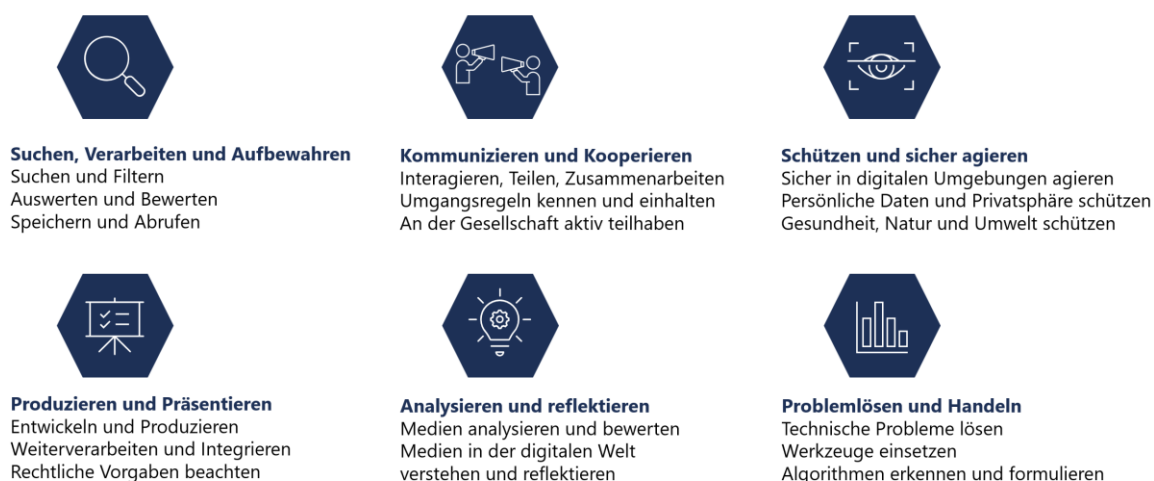 Suchen, Verarbeiten und Aufbewahren
Suchen und Filtern
Auswerten und Bewerten
Speichern und Abrufen
Kommunizieren und Kooperieren
Interagieren, Teilen, Zusammenarbeiten
Umgangsregeln kennen und einhalten
An der Gesellschaft aktiv teilhaben
Schützen und sicher agieren
Sicher in digitalen Umgebungen agieren
Persönliche Daten und Privatsphäre schützen
Gesundheit, Natur und Umwelt schützen
Produzieren und Präsentieren
Entwickeln und Produzieren
Weiterverarbeiten und Integrieren
Rechtliche Vorgaben beachten
Analysieren und reflektieren
Medien analysieren und bewerten
Medien in der digitalen Welt
verstehen und reflektieren
Problemlösen und Handeln
Technische Probleme lösen
Werkzeuge einsetzen
Algorithmen erkennen und formulieren